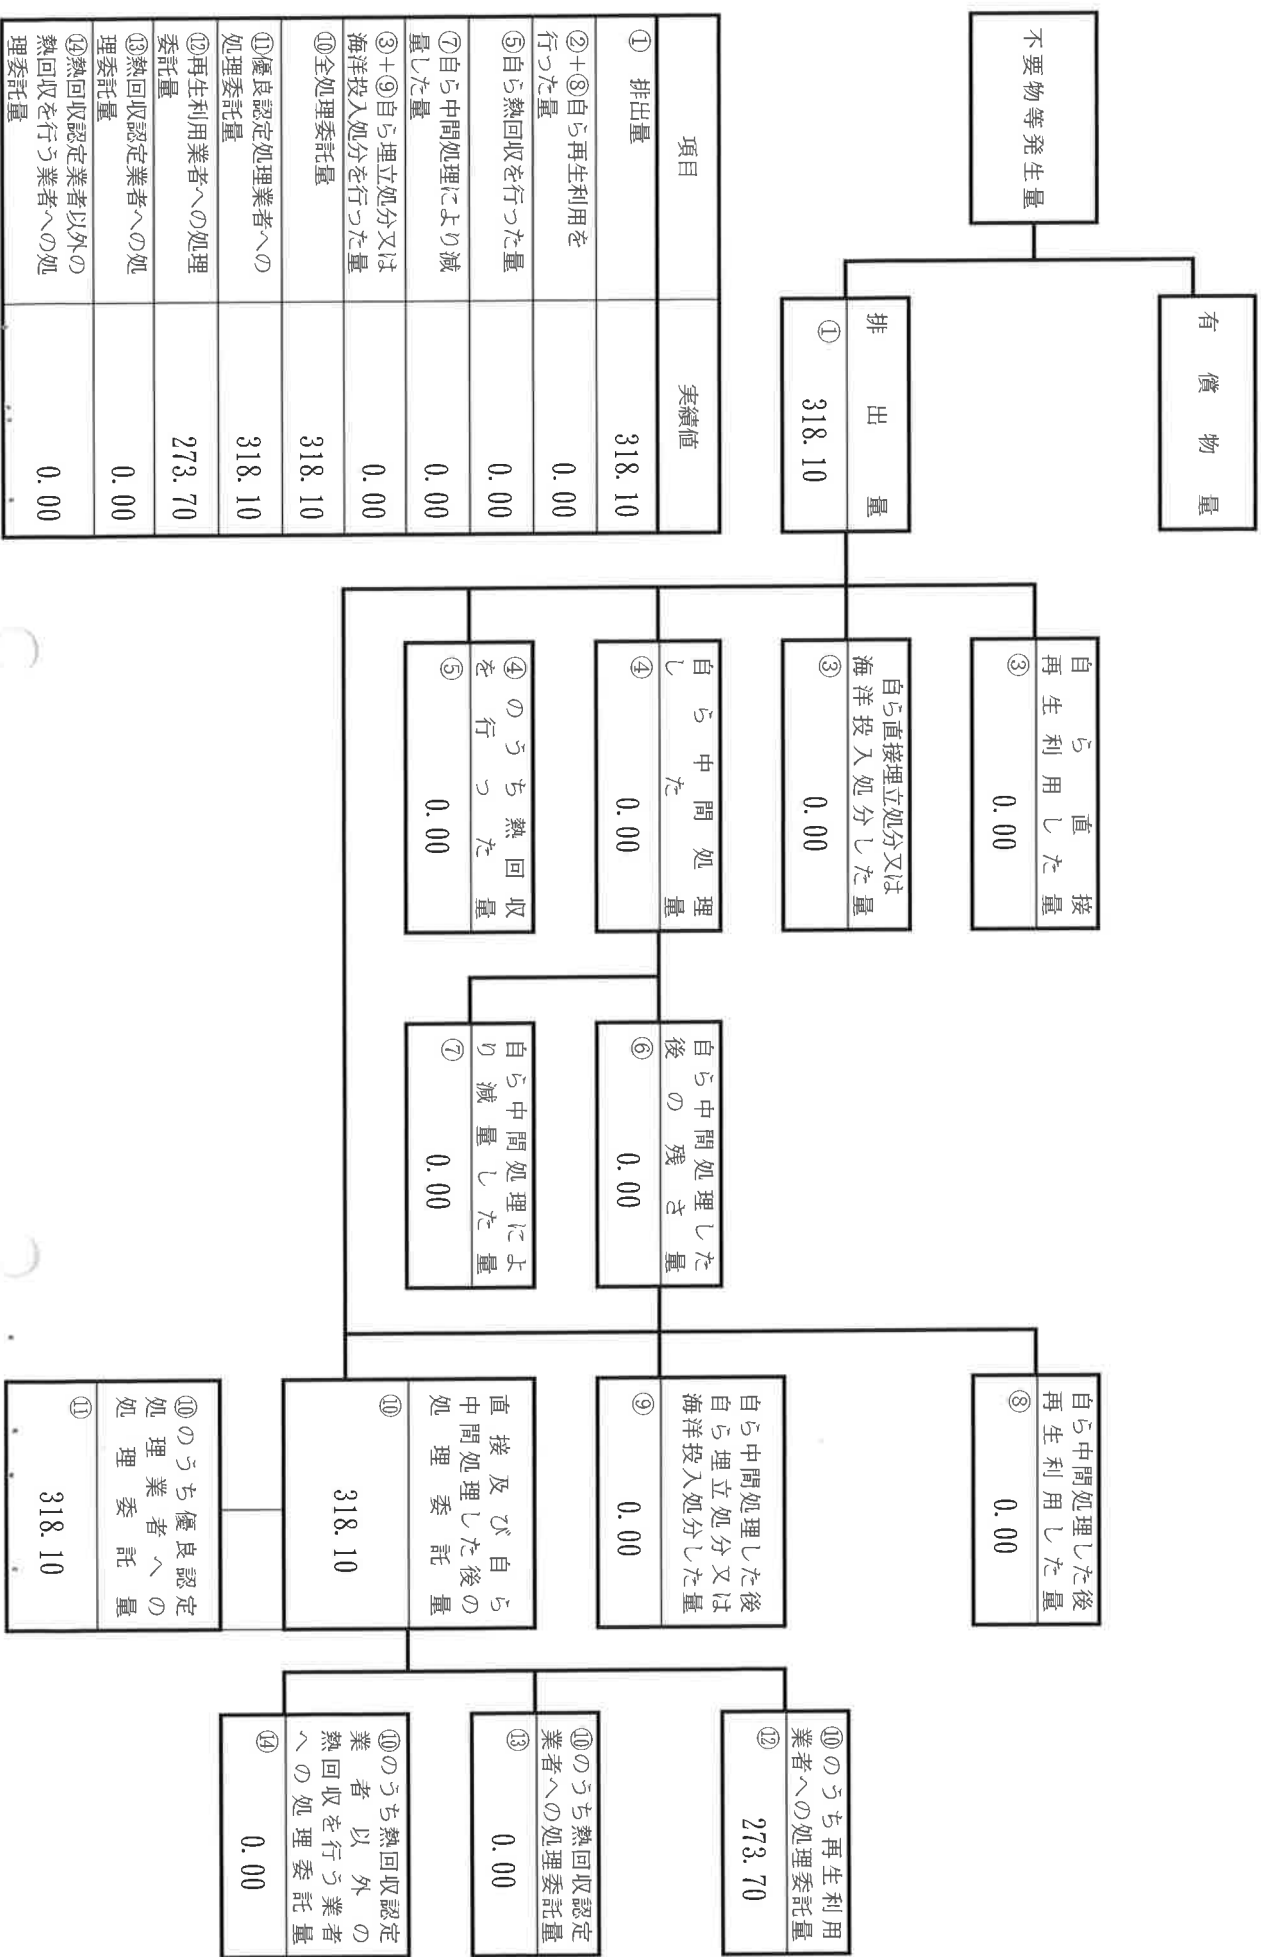 有償物量
不要物等発生量
排出量
① 318.10
自ら直接
再生利用した量
③ 0.00
自ら直接埋立処分又は
海洋投入処分した量
③ 0.00
自ら中間処理
した量
④ 0.00
④のうち熱回収
を行った量
⑤ 0.00
自ら中間処理した
後の残さ量
⑥ 0.00
自ら中間処理によ
り減量した量
⑦ 0.00
自ら中間処理した後
再生利用した量
⑧ 0.00
自ら中間処理した後
自ら埋立処分又は
海洋投入処分した量
⑨ 0.00
直接及び自ら
中間処理した後の
処理委託量
⑩ 318.10
⑩のうち優良認定
処理業者への
処理委託量
⑪ 318.10
⑩のうち再生利用
業者への処理委託量
⑫ 273.70
⑩のうち熱回収認定
業者への処理委託量
⑬ 0.00
⑩のうち熱回収認定
業者以外の
熱回収を行う業者
への処理委託量
⑭ 0.00
項目 実績値
① 排出量 318.10
②+⑧自ら再生利用を
行った量 0.00
⑤自ら熱回収を行った量 0.00
⑦自ら中間処理により減
量した量 0.00
③+⑨自ら埋立処分又は
海洋投入処分を行った量 0.00
⑩全処理委託量 318.10
⑪優良認定処理業者への
処理委託量 318.10
⑫再生利用業者への処理
委託量 273.70
⑬熱回収認定業者への処
理委託量 0.00
⑭熱回収認定業者以外の
熱回収を行う業者への処
理委託量 0.00